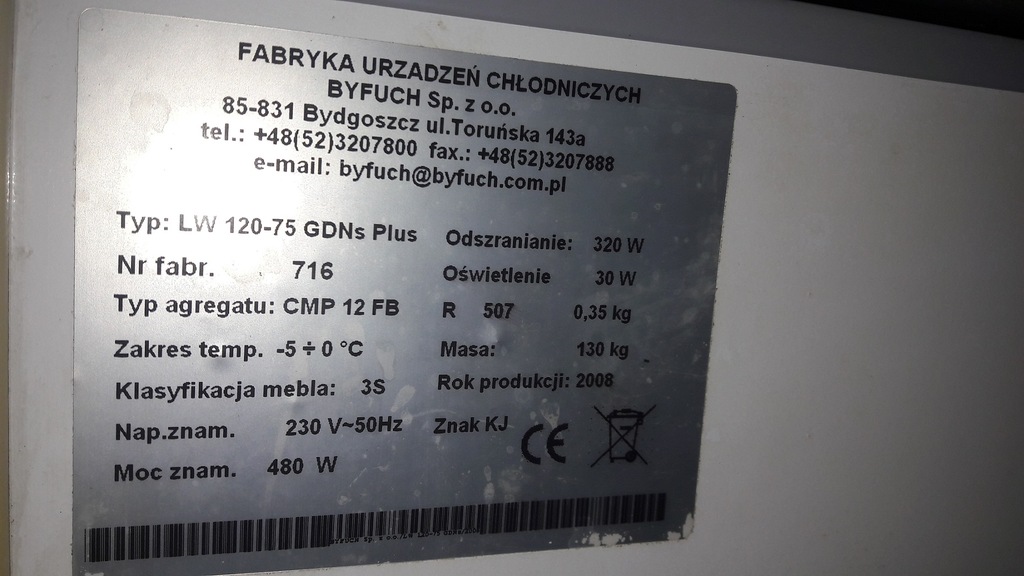 FABRYKA URZADZEŃ CHŁODNICZYCH
BYFUCH Sp. z o.o.
85-831 Bydgoszcz ul.Toruńska 143a
tel.: +48(52)3207800 fax.: +48(52)3207888
e-mail: byfuch@byfuch.com.pl
Typ: LW 120-75 GDNs Plus
Odszranianie: 320 W
Nr fabr. 716
Oświetlenie 30 W
Typ agregatu: CMP 12 FB
R 507 0,35 kg
Zakres temp. -5 ÷ 0 °C
Masa: 130 kg
Klasyfikacja mebla: 3S
Rok produkcji: 2008
Nap.znam. 230 V~50Hz
Znak KJ CE
Moc znam. 480 W
BYFUCH Sp. z o.o.